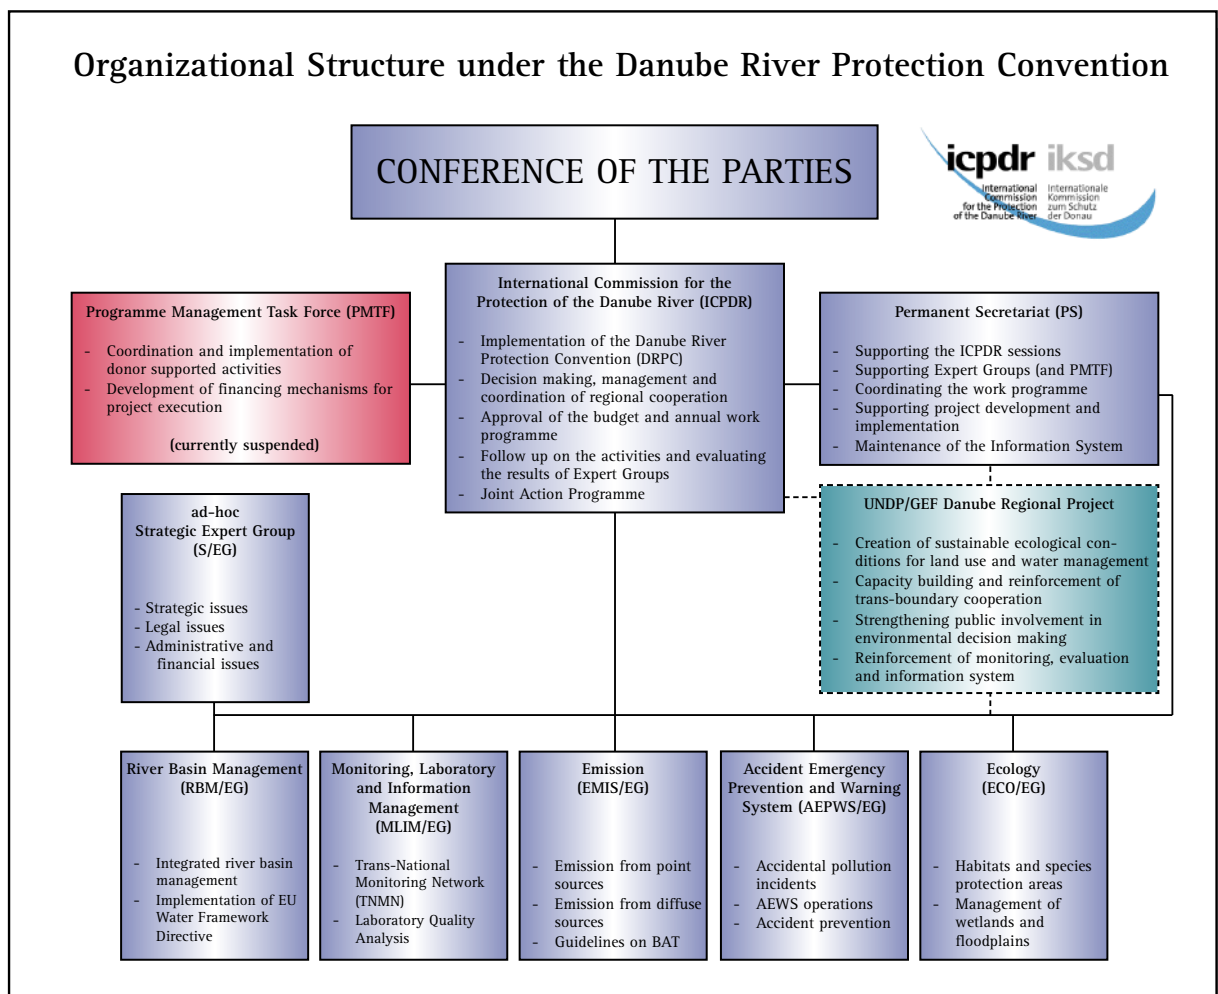 Organizational Structure under the Danube River Protection Convention
CONFERENCE OF THE PARTIES
icpdr iksd
International
Commission
for the Protection
of the Danube River
Internationale
Kommission
zum Schutz
der Donau
Programme Management Task Force (PMTF)
- Coordination and implementation of
donor supported activities
- Development of financing mechanisms for
project execution
(currently suspended)
International Commission for the
Protection of the Danube River (ICPDR)
- Implementation of the Danube River
Protection Convention (DRPC)
- Decision making, management and
coordination of regional cooperation
- Approval of the budget and annual work
programme
- Follow up on the activities and evaluating
the results of Expert Groups
- Joint Action Programme
Permanent Secretariat (PS)
- Supporting the ICPDR sessions
- Supporting Expert Groups (and PMTF)
- Coordinating the work programme
- Supporting project development and
implementation
- Maintenance of the Information System
ad-hoc
Strategic Expert Group
(S/EG)
- Strategic issues
- Legal issues
- Administrative and
financial issues
UNDP/GEF Danube Regional Project
- Creation of sustainable ecological con-
ditions for land use and water management
- Capacity building and reinforcement of
trans-boundary cooperation
- Strengthening public involvement in
environmental decision making
- Reinforcement of monitoring, evaluation
and information system
River Basin Management
(RBM/EG)
- Integrated river basin
management
- Implementation of EU
Water Framework
Directive
Monitoring, Laboratory
and Information
Management
(MLIM/EG)
- Trans-National
Monitoring Network
(TNMN)
- Laboratory Quality
Analysis
Emission
(EMIS/EG)
- Emission from point
sources
- Emission from diffuse
sources
- Guidelines on BAT
Accident Emergency
Prevention and Warning
System (AEPWS/EG)
- Accidental pollution
incidents
- AEWS operations
- Accident prevention
Ecology
(ECO/EG)
- Habitats and species
protection areas
- Management of
wetlands and
floodplains